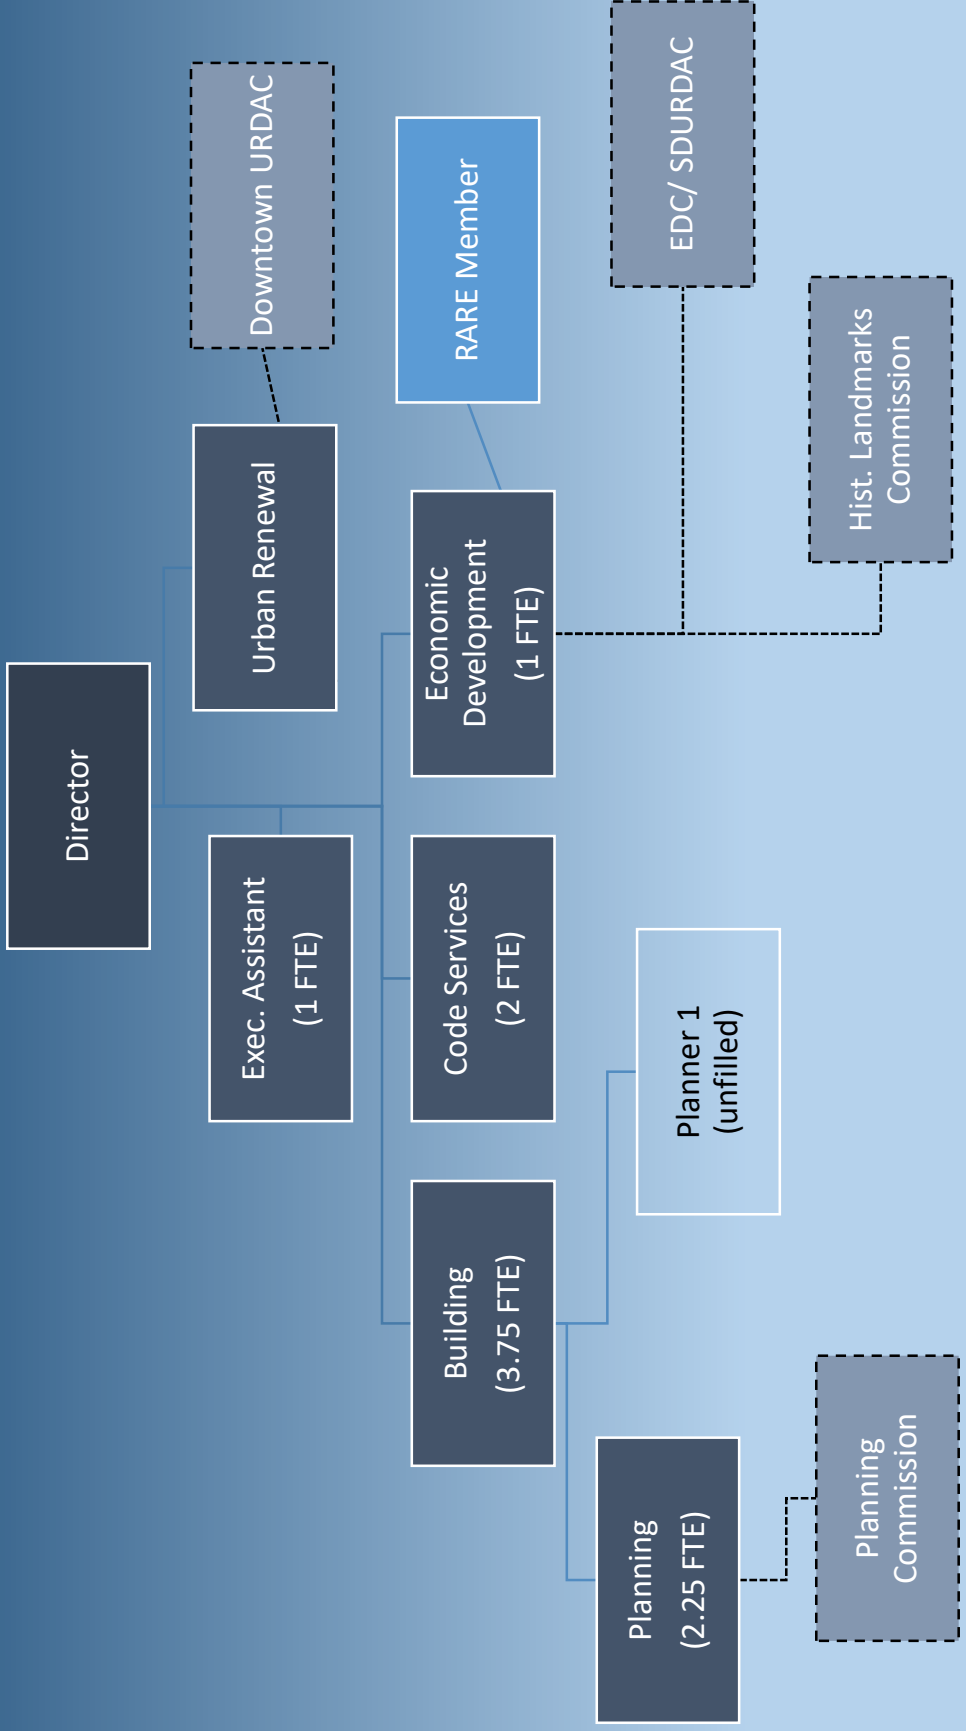 Director
Urban Renewal
Downtown URDAC
Exec. Assistant
(1 FTE)
Building
(3.75 FTE)
Code Services
(2 FTE)
Economic
Development
(1 FTE)
RARE Member
Planning
(2.25 FTE)
Planner 1
(unfilled)
EDC/ SDURDAC
Planning
Commission
Hist. Landmarks
Commission